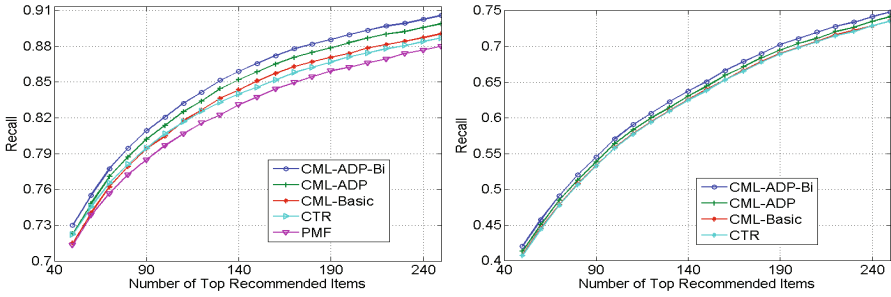 0.91
0.88
0.85
0.82
0.79
0.76
0.73
0.7
Recall
40
90
140
190
240
Number of Top Recommended Items
CML-ADP-Bi
CML-ADP
CML-Basic
CTR
PMF
0.75
0.7
0.65
0.6
0.55
0.5
0.45
0.4
Recall
40
90
140
190
240
Number of Top Recommended Items
CML-ADP-Bi
CML-ADP
CML-Basic
CTR